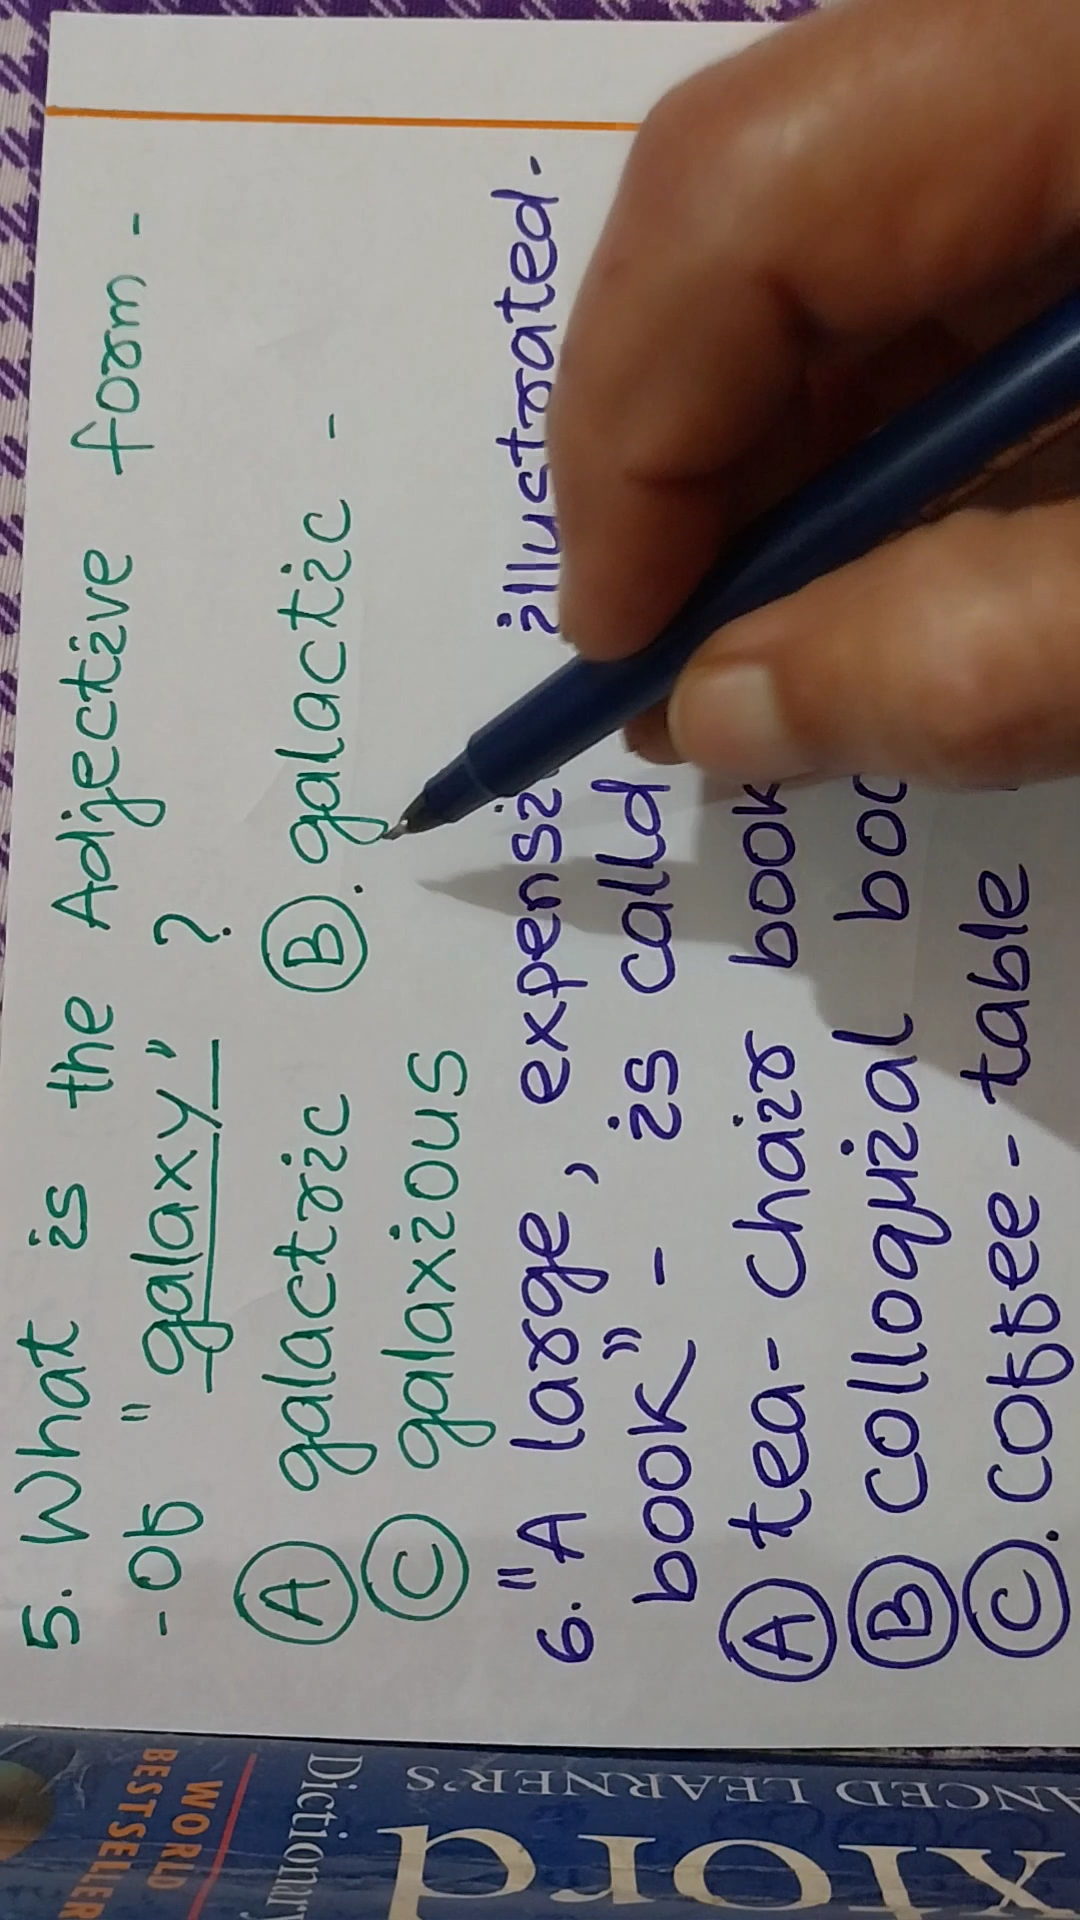 5. What is the Adjective form -
- of " galaxy" ?
A galactric B. galactic -
C galaxious
6. "A large, expensi illustrated.
book" - is calld
A tea - chair book
B colloquial boo
C. coffee - table
WORLD
BESTSELLER
Dictionary
ANCED LEARNER'S
xford